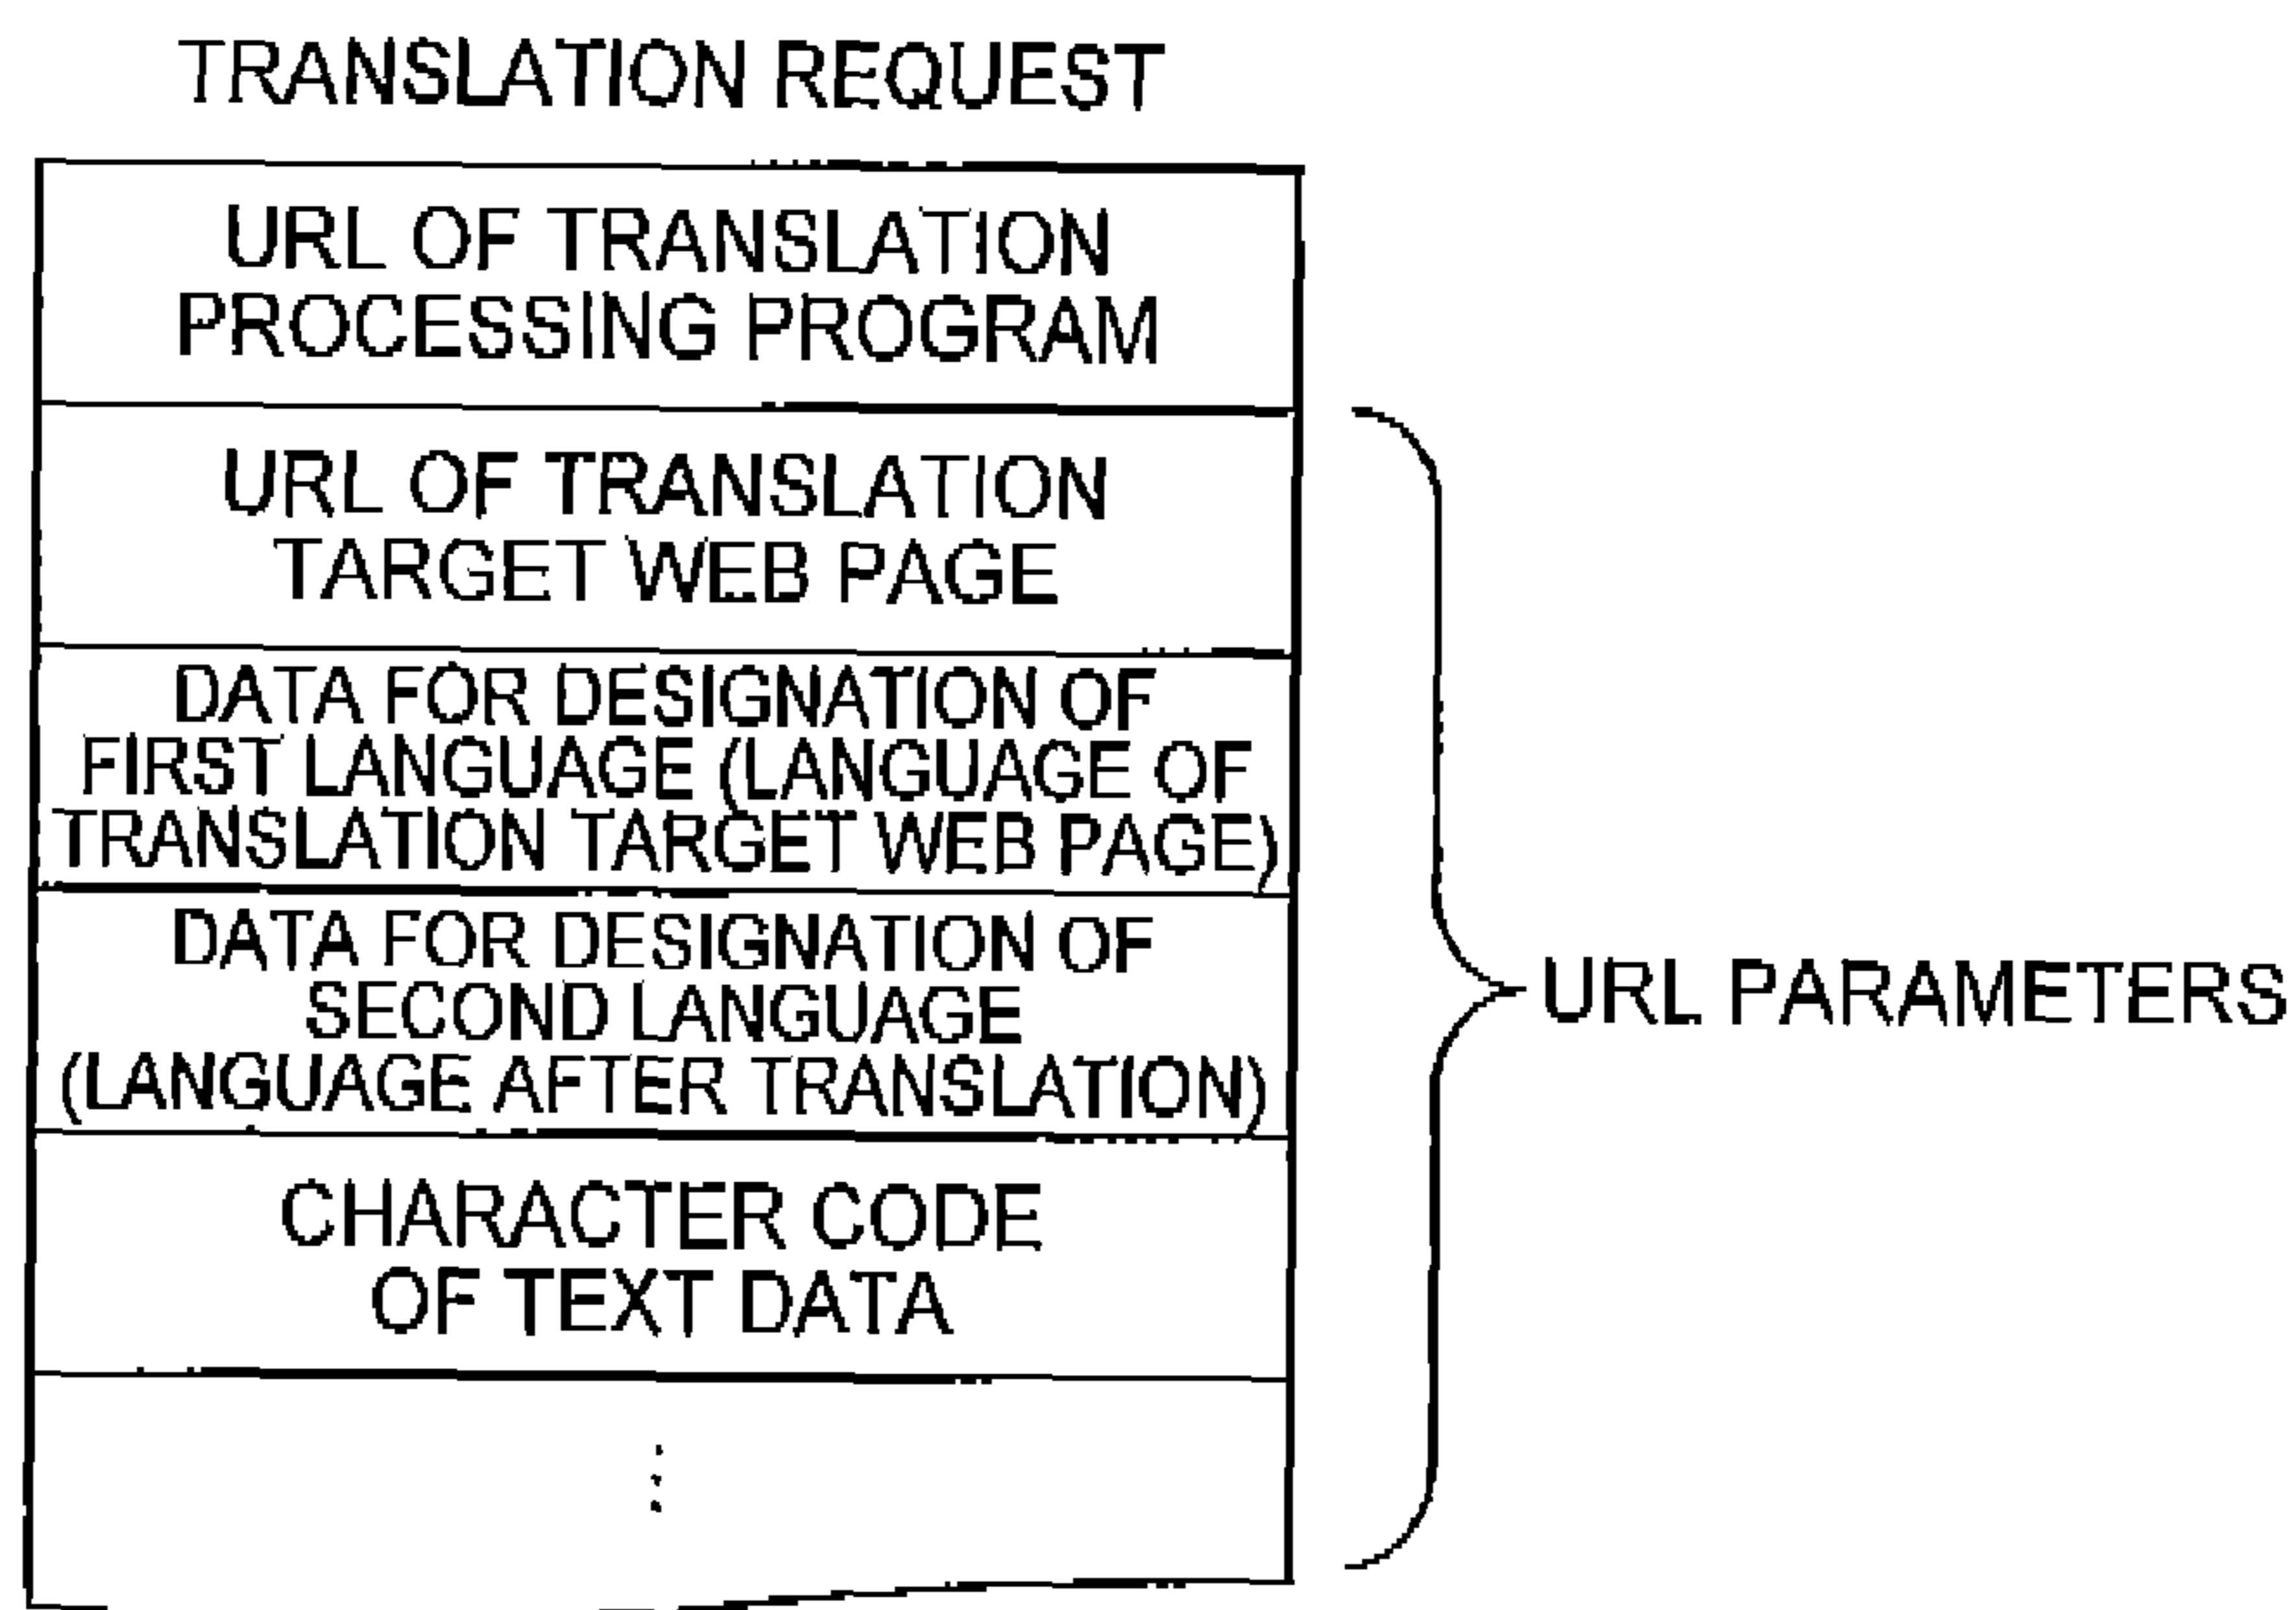 TRANSLATION REQUEST
URL OF TRANSLATION
PROCESSING PROGRAM
URL OF TRANSLATION
TARGET WEB PAGE
DATA FOR DESIGNATION OF
FIRST LANGUAGE (LANGUAGE OF
TRANSLATION TARGET WEB PAGE)
DATA FOR DESIGNATION OF
SECOND LANGUAGE
(LANGUAGE AFTER TRANSLATION)
CHARACTER CODE
OF TEXT DATA
URL PARAMETERS